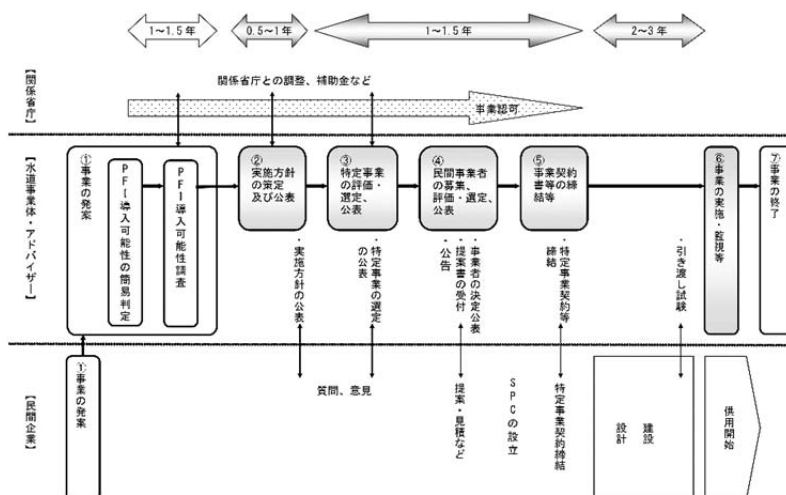 1～1.5年
0.5～1年
1～1.5年
2～3年
【関係省庁】
関係省庁との調整、補助金など
事業認可
【水道事業体・アドバイザー】
①事業の発案
PFI導入可能性の簡易判定
PFI導入可能性調査
②
実施方針
の策定
及び公表
③
特定事業
の評価・
選定、
公表
④
民間事業者
の募集、
評価・選定、
公表
⑤
事業契約
書等の締
結等
⑥事業の実施・監視等
⑦事業の終了
・実施方針の公表
・特定事業の選定
の公表
・事業者の決定公表
・提案書の受付
・公告
・特定事業契約等
締結
・引き渡し試験
【民間企業】
①事業の発案
質問、意見
提案・見積など
SPCの設立
特定事業契約締結
設計
建設
供用開始